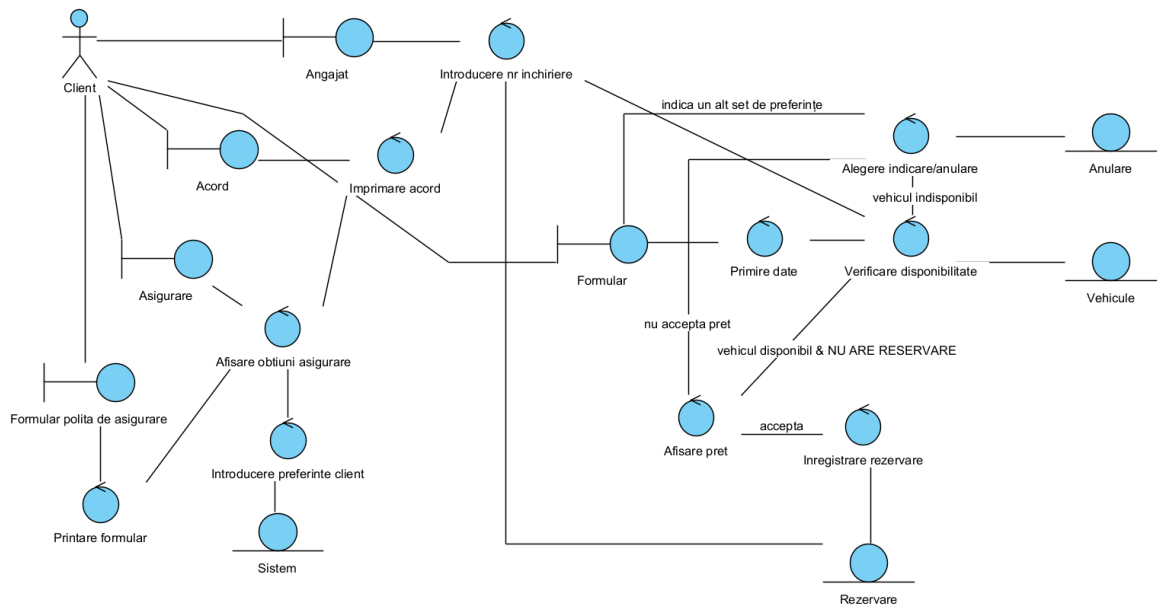 Client
Angajat
Introducere nr inchiriere
indica un alt set de preferințe
Acord
Imprimare acord
Alegere indicare/anulare
Anulare
vehicul indisponibil
Asigurare
Formular
Primire date
Verificare disponibilitate
Vehicule
nu accepta pret
vehicul disponibil & NU ARE RESERVARE
Afisare obtiuni asigurare
Formular polita de asigurare
accepta
Afisare pret
Inregistrare rezervare
Introducere preferinte client
Printare formular
Sistem
Rezervare